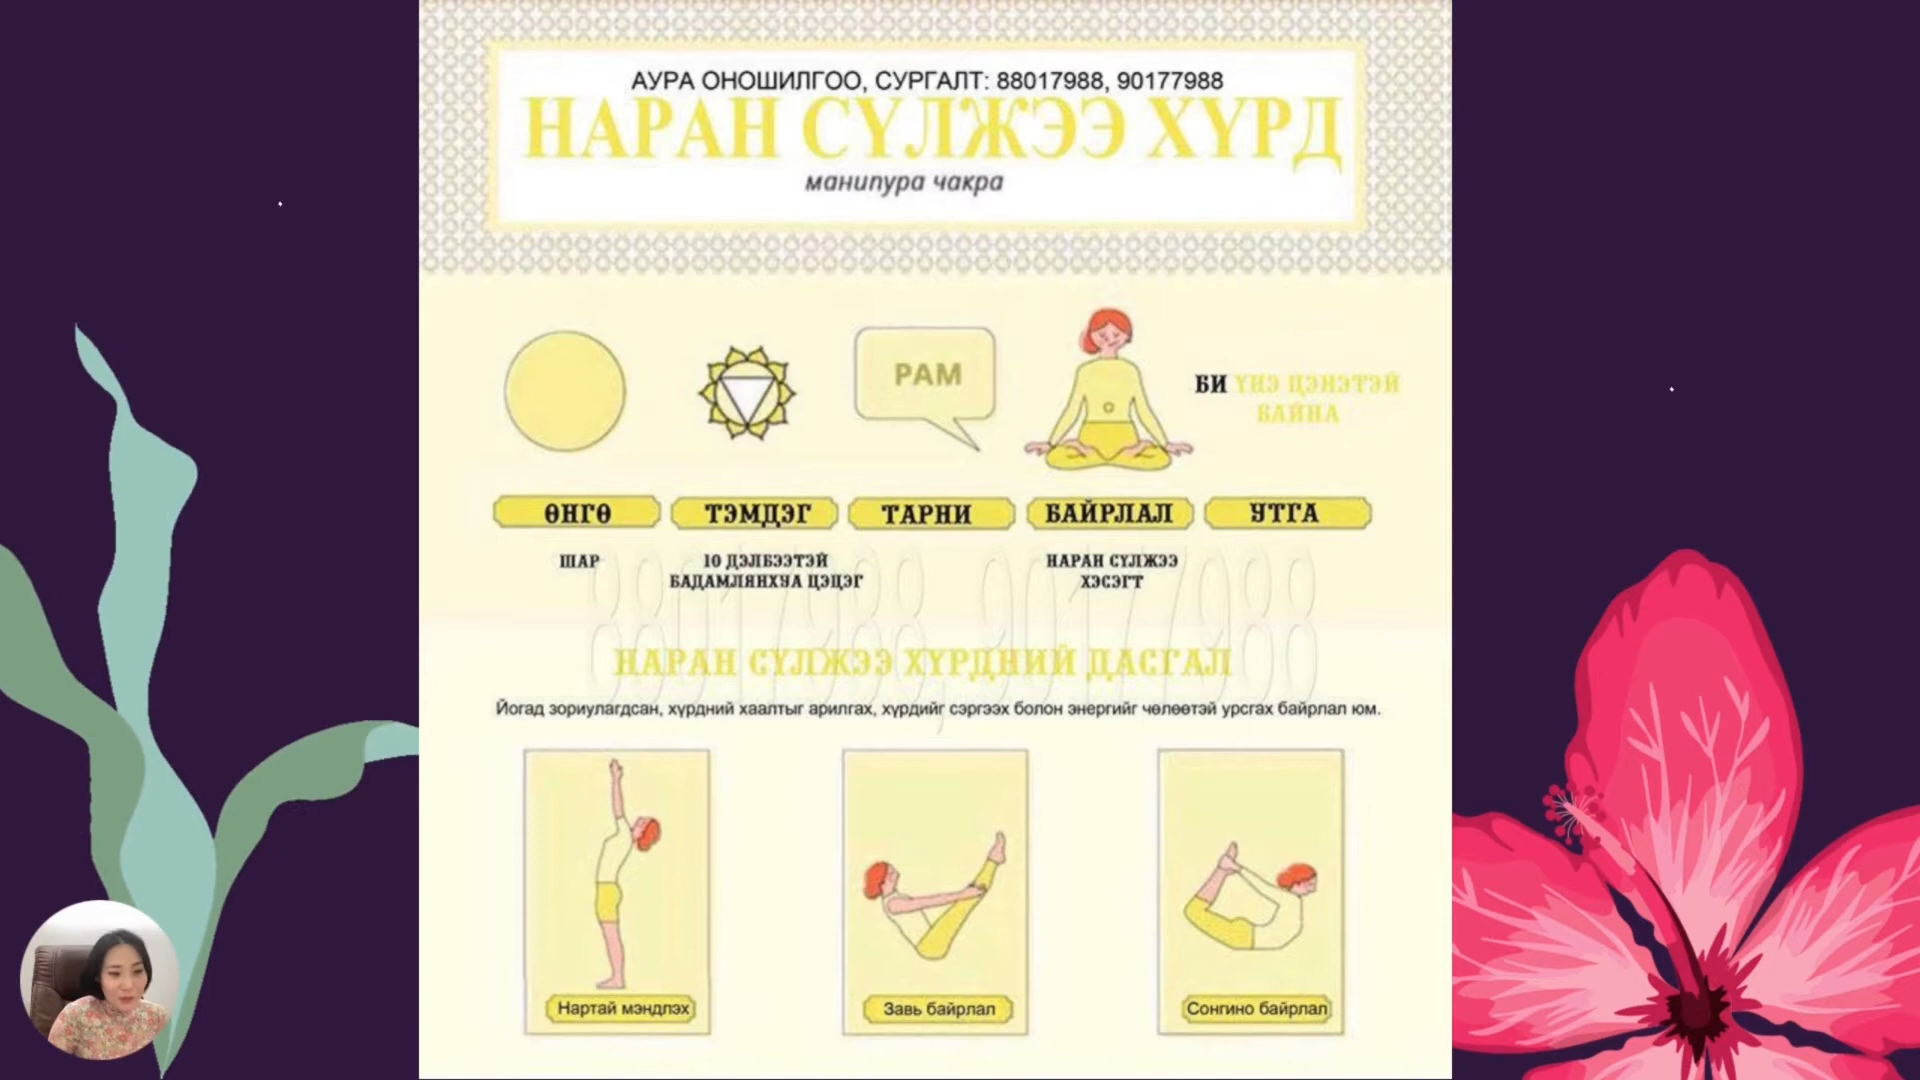 АУРА ОНОШИЛГОО, СУРГАЛТ: 88017988, 90177988
НАРАН СҮЛЖЭЭ ХҮРД
манипура чакра
РАМ
БИ ҮНЭ ЦЭНЭТЭЙ
БАЙНА
ӨНГӨ
ТЭМДЭГ
ТАРНИ
БАЙРЛАЛ
УТГА
ШАР
10 ДЭЛБЭЭТЭЙ
БАДАМЛЯНХУА ЦЭЦЭГ
НАРАН СҮЛЖЭЭ
ХЭСЭГТ
88017988, 90177988
НАРАН СҮЛЖЭЭ ХҮРДНИЙ ДАСГАЛ
Йогад зориулагдсан, хүрдний хаалтыг арилгах, хүрдийг сэргээх болон энергийг чөлөөтэй урсгах байрлал юм.
Нартай мэндлэх
Завь байрлал
Сонгино байрлал